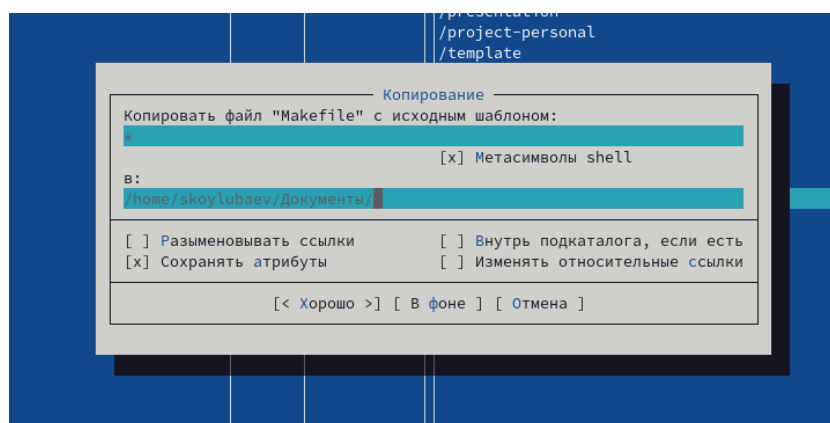 /presentation
/project-personal
/template
Копирование
Копировать файл "Makefile" с исходным шаблоном:
*
[x] Метасимволы shell
в:
/home/skoylubaev/Документы/
[ ] Разыменовывать ссылки [ ] Внутрь подкаталога, если есть
[x] Сохранять атрибуты [ ] Изменять относительные ссылки
[< Хорошо >] [ В фоне ] [ Отмена ]